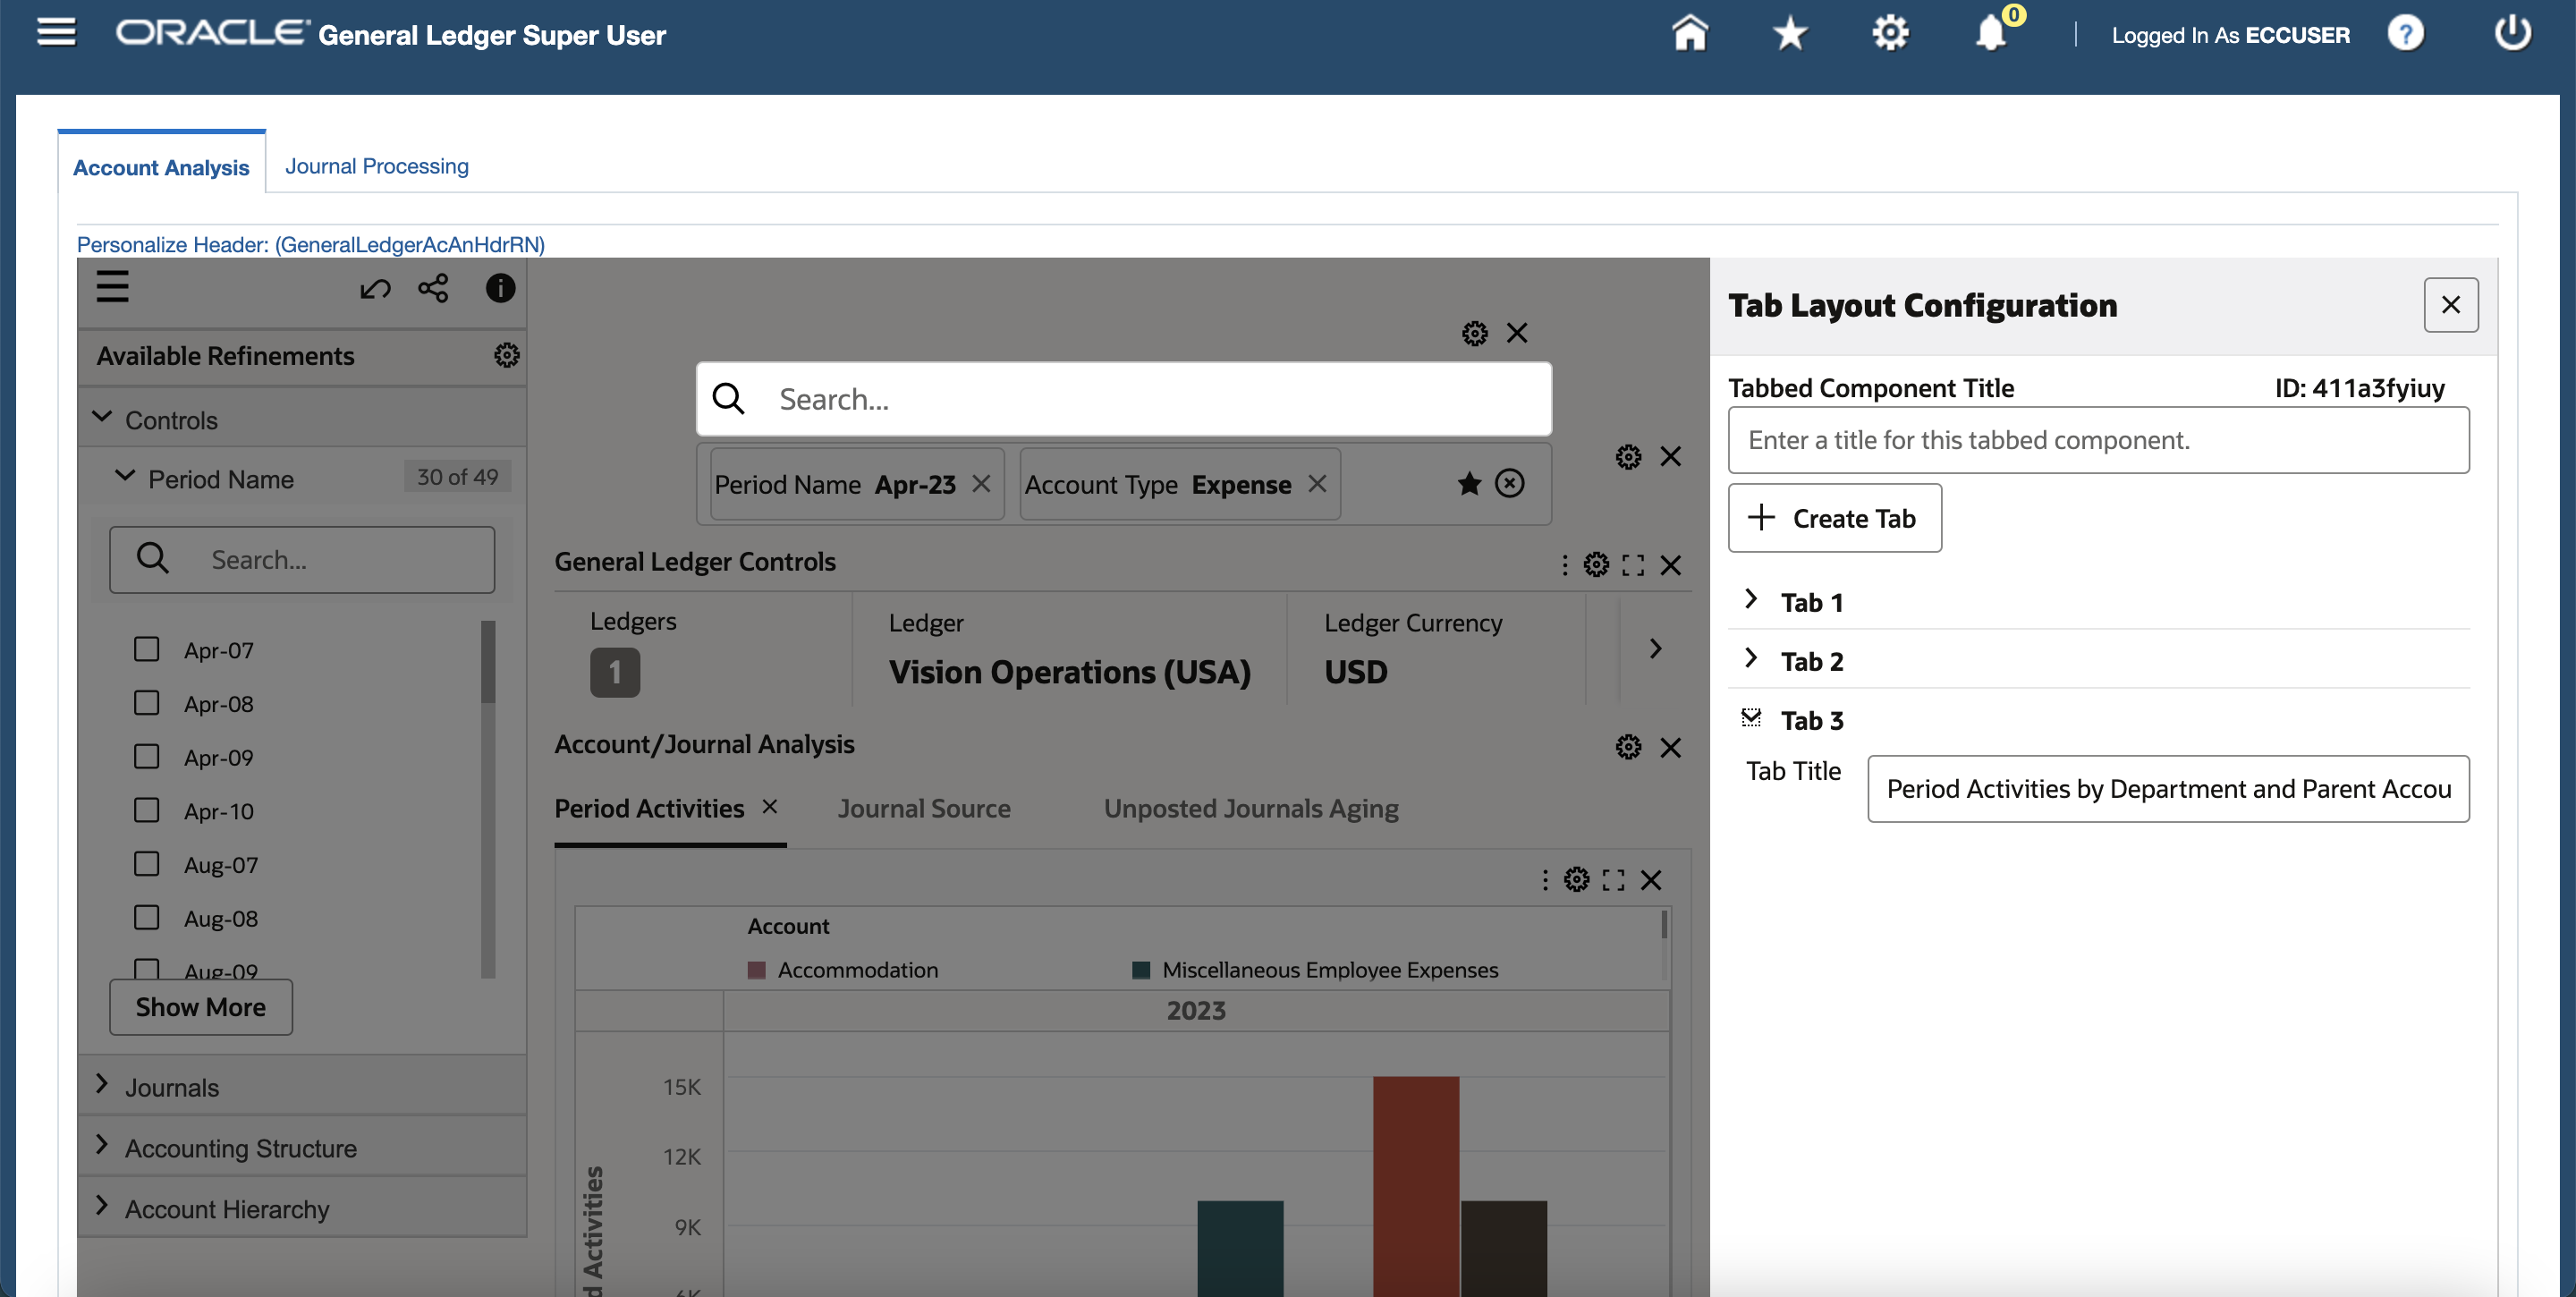 ORACLE General Ledger Super User
0
Logged In As ECCUSER
?
Account Analysis
Journal Processing
Personalize Header: (GeneralLedgerAcAnHdrRN)
Available Refinements
Controls
Period Name
30 of 49
Search...
Apr-07
Apr-08
Apr-09
Apr-10
Aug-07
Aug-08
Aug-09
Show More
Journals
Accounting Structure
Account Hierarchy
Search...
Period Name Apr-23
Account Type Expense
General Ledger Controls
Ledgers
1
Ledger
Vision Operations (USA)
Ledger Currency
USD
Account/Journal Analysis
Period Activities
Journal Source
Unposted Journals Aging
Account
Accommodation
Miscellaneous Employee Expenses
2023
15K
12K
9K
6K
d Activities
Tab Layout Configuration
Tabbed Component Title
ID: 411a3fyiuy
Enter a title for this tabbed component.
Create Tab
Tab 1
Tab 2
Tab 3
Tab Title
Period Activities by Department and Parent Accou